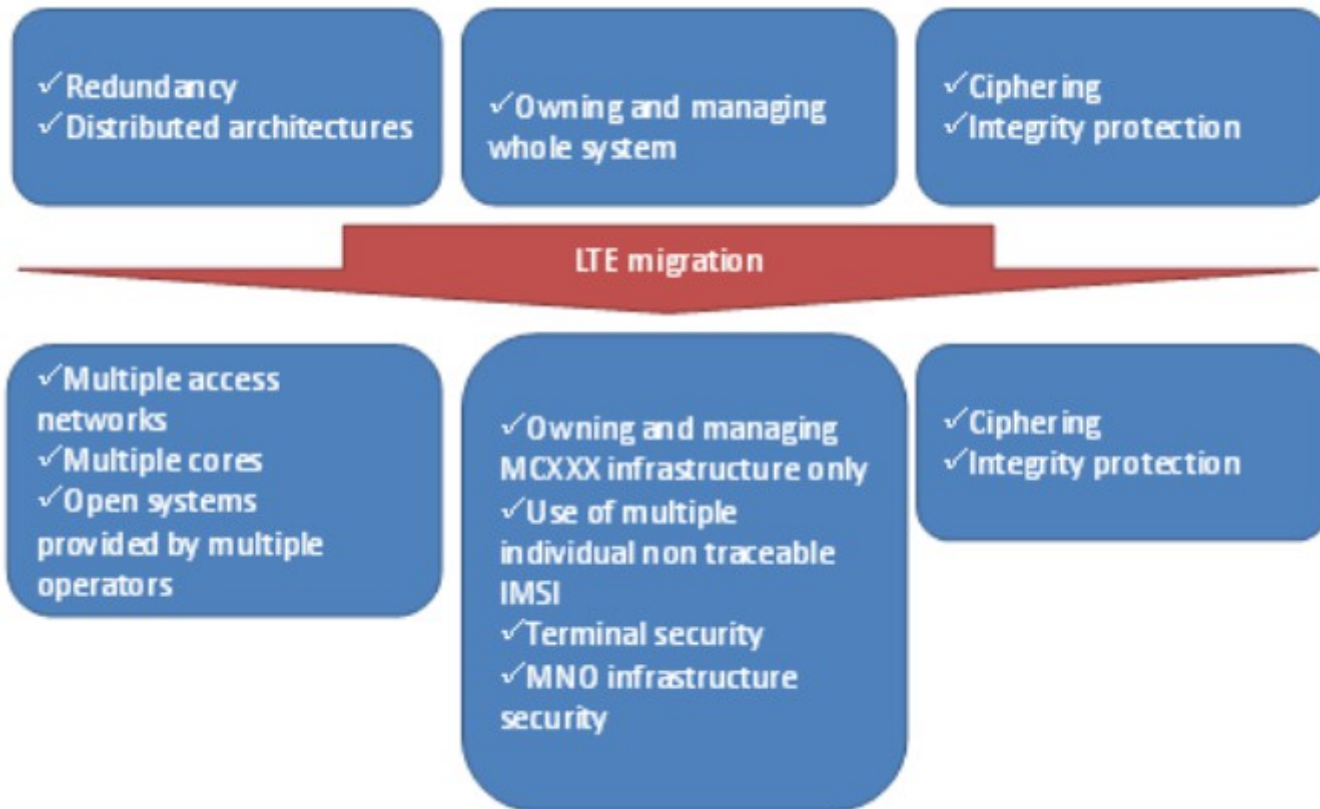 ✓Redundancy
✓Distributed architectures
✓Owning and managing
whole system
✓Ciphering
✓Integrity protection
LTE migration
✓Multiple access
networks
✓Multiple cores
✓Open systems
provided by multiple
operators
✓Owning and managing
MCXXX infrastructure only
✓Use of multiple
individual non traceable
IMSI
✓Terminal security
✓MNO infrastructure
security
✓Ciphering
✓Integrity protection